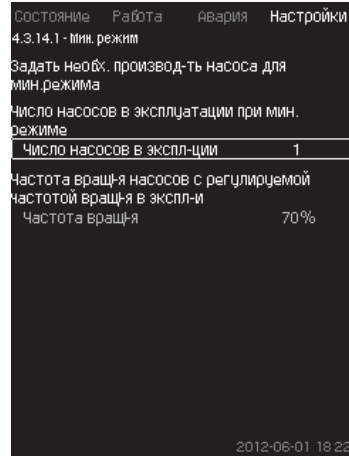 Состояние Работа Авария Настройки
4.3.14.1 - Мин. режим
Задать необх. производ-ть насоса для
мин.режима
Число насосов в эксплуатации при мин.
режиме
Число насосов в экспл-ции 1
Частота вращ-я насосов с регулируемой
частотой вращ-я в экспл-и
Частота вращ-я 70%
2012-06-01 18:22